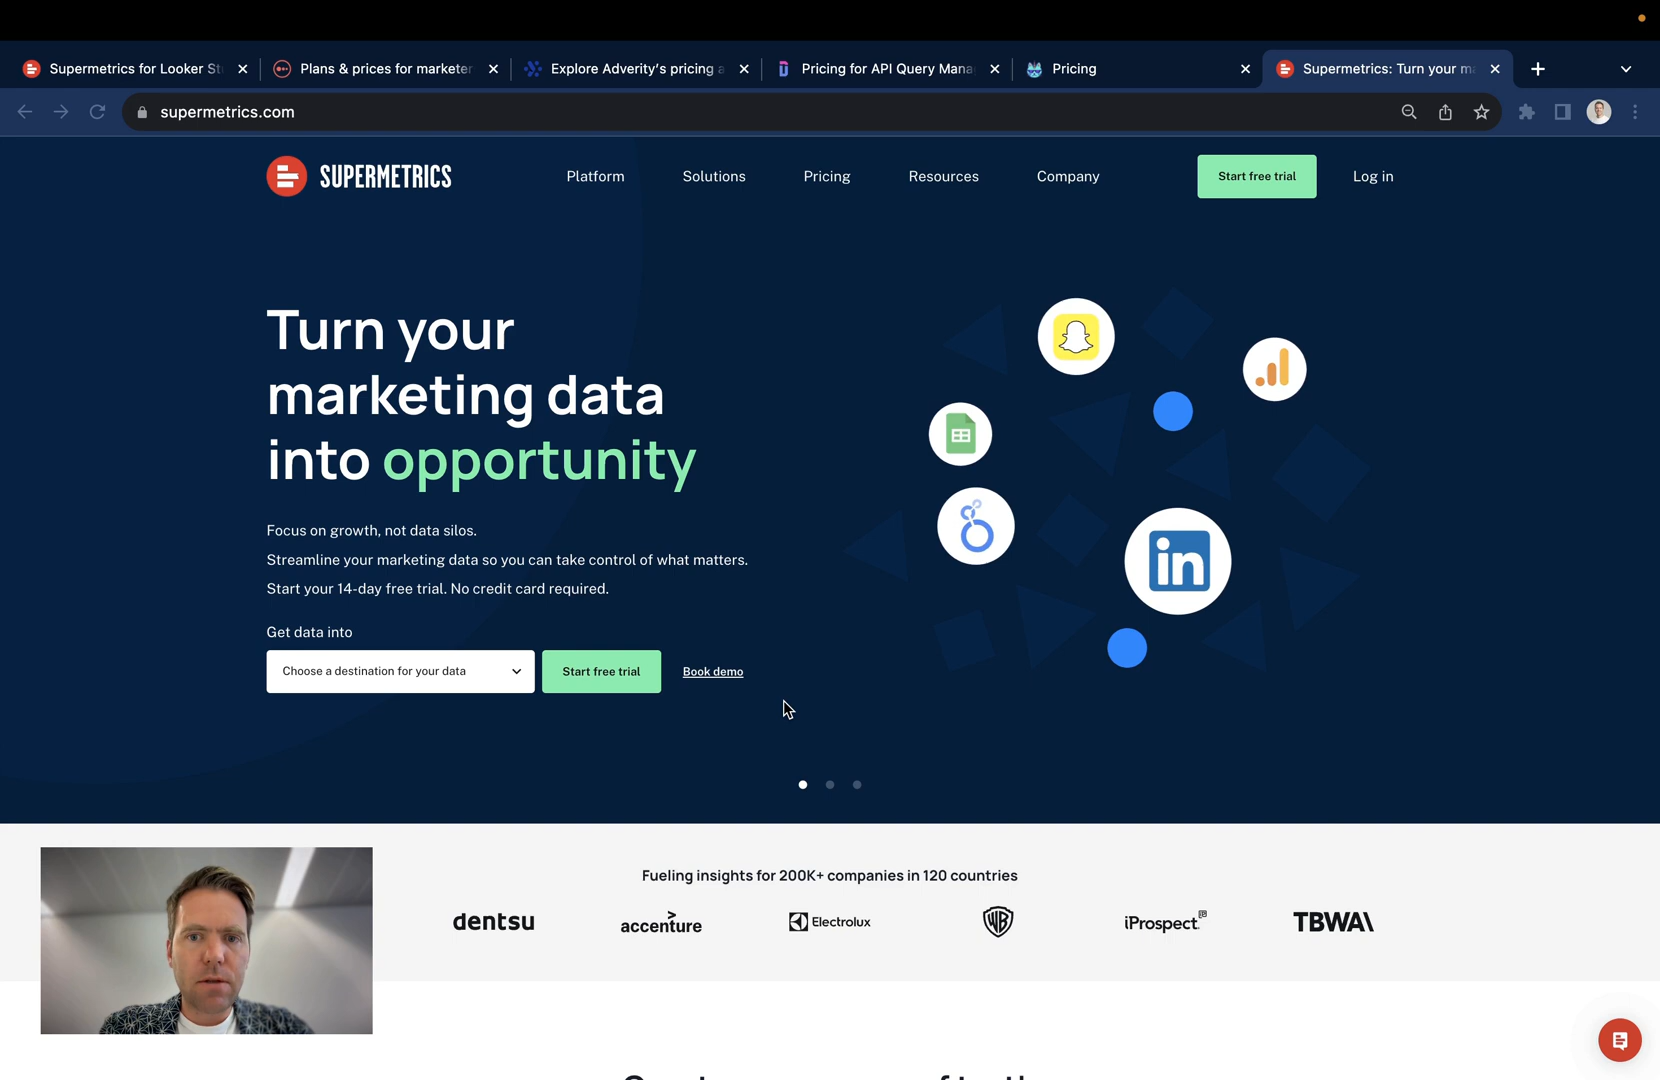 Supermetrics for Looker St
Plans & prices for marketer
Explore Adverity's pricing a
Pricing for API Query Mana
Pricing
Supermetrics: Turn your m
supermetrics.com
SUPERMETRICS
Platform
Solutions
Pricing
Resources
Company
Start free trial
Log in
Turn your
marketing data
into opportunity
Focus on growth, not data silos.
Streamline your marketing data so you can take control of what matters.
Start your 14-day free trial. No credit card required.
Get data into
Choose a destination for your data
Start free trial
Book demo
in
Fueling insights for 200K+ companies in 120 countries
dentsu
accenture
Electrolux
WB
iProspect
TBWA\